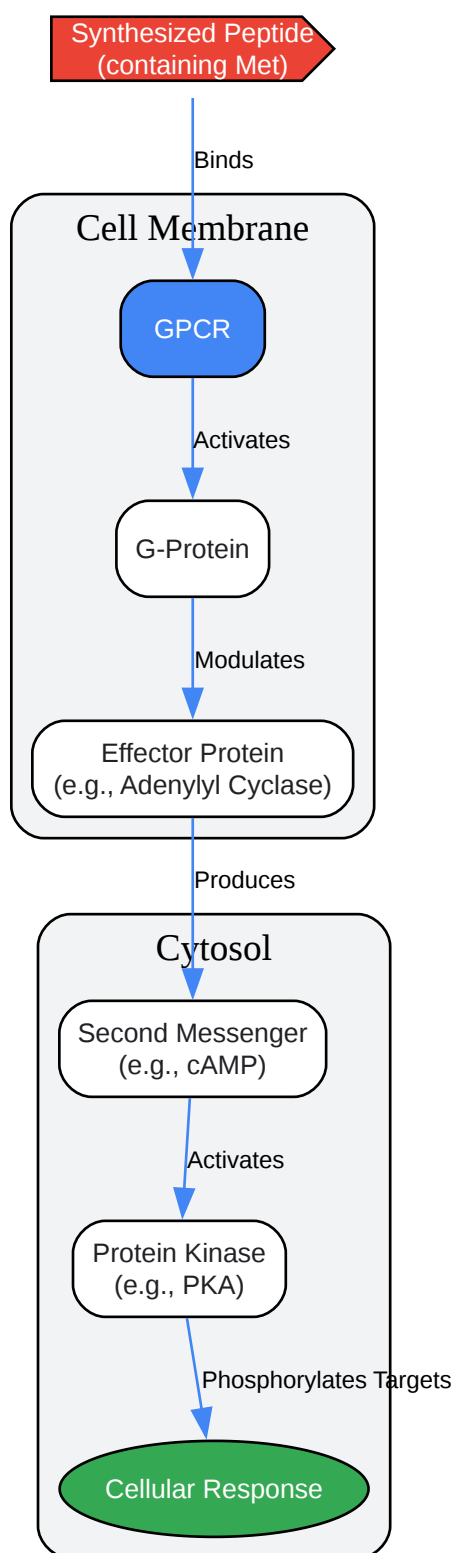 Synthesized Peptide
(containing Met)
Binds
Cell Membrane
GPCR
Activates
G-Protein
Modulates
Effector Protein
(e.g., Adenylyl Cyclase)
Produces
Cytosol
Second Messenger
(e.g., cAMP)
Activates
Protein Kinase
(e.g., PKA)
Phosphorylates Targets
Cellular Response